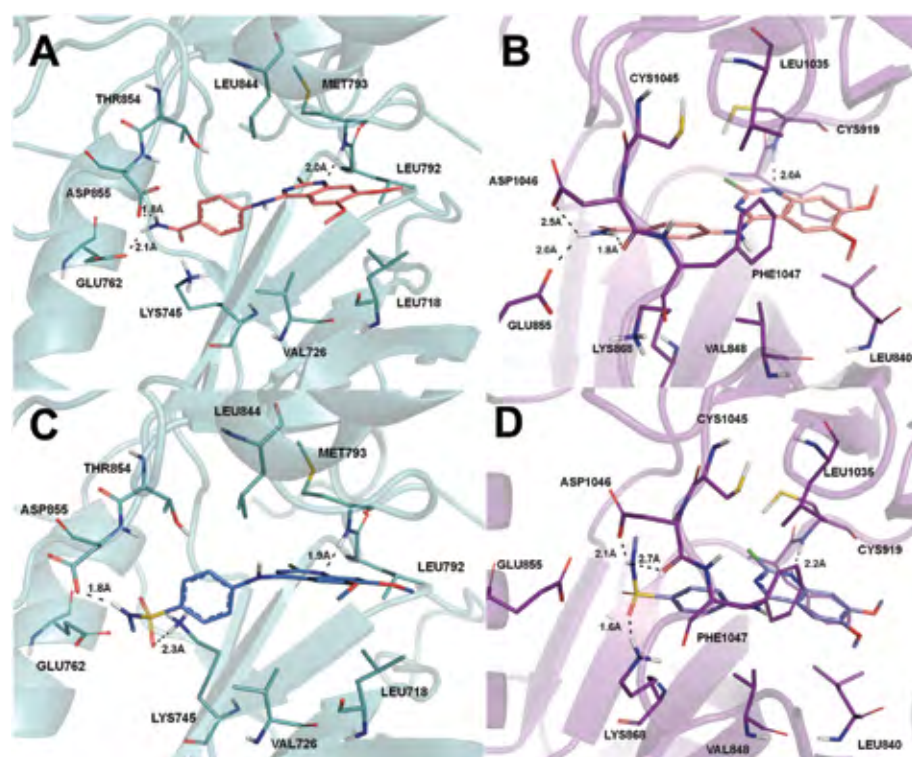 A
LEU844
MET793
THR854
2.0A
LEU792
ASP855
1.8A
2.1A
GLU762
LYS745
LEU718
VAL726
B
LEU1035
CYS1045
CYS919
2.0A
ASP1046
2.5A
2.0A
1.8A
PHE1047
GLU855
LYS868
VAL848
LEU840
C
LEU844
MET793
THR854
ASP855
1.9A
LEU792
1.8A
GLU762
2.3A
LEU718
LYS745
VAL726
D
CYS1045
LEU1035
ASP1046
CYS919
2.1A
2.7A
2.2A
GLU855
1.6A
PHE1047
LYS868
VAL848
LEU840